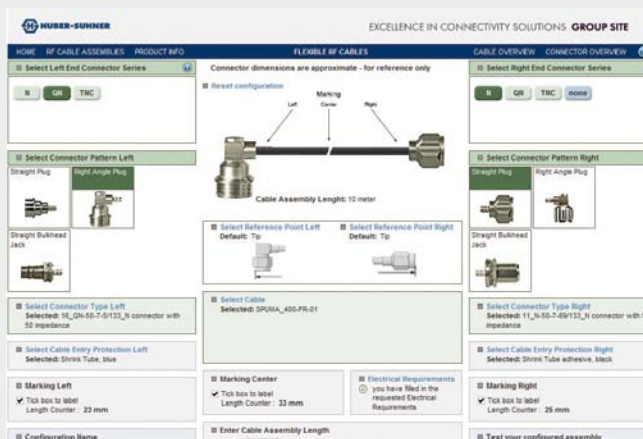 HUBER+SUHNER
EXCELLENCE IN CONNECTIVITY SOLUTIONS GROUP SITE
HOME RF CABLE ASSEMBLIES PRODUCT INFO
FLEXIBLE RF CABLES
CABLE OVERVIEW CONNECTOR OVERVIEW
Select Left End Connector Series
N QN TNC
Select Connector Pattern Left
Straight Plug
Right Angle Plug
Straight Bulkhead
Jack
Select Connector Type Left
Selected: 16_QN-50-7-5/133_N connector with
50 impedance
Select Cable Entry Protection Left
Selected: Shrink Tube, blue
Marking Left
Tick box to label
Length Counter : 23 mm
Configuration Name
Connector dimensions are approximate - for reference only
Reset configuration
Marking
Left Center Right
Cable Assembly Lenght: 10 meter
Select Reference Point Left
Default: Tip
Select Reference Point Right
Default: Tip
Select Cable
Selected: SPUMA_400-FR-01
Marking Center
Tick box to label
Length Counter : 33 mm
Electrical Requirements
you have filled in the
requested Electrical
Requirements
Enter Cable Assembly Length
Select Right End Connector Series
N QN TNC none
Select Connector Pattern Right
Straight Plug
Right Angle Plug
Straight Bulkhead
Jack
Select Connector Type Right
Selected: 11_N-50-7-69/133_N connector with
impedance
Select Cable Entry Protection Right
Selected: Shrink Tube adhesive, black
Marking Right
Tick box to label
Length Counter : 25 mm
Test your configured assembly